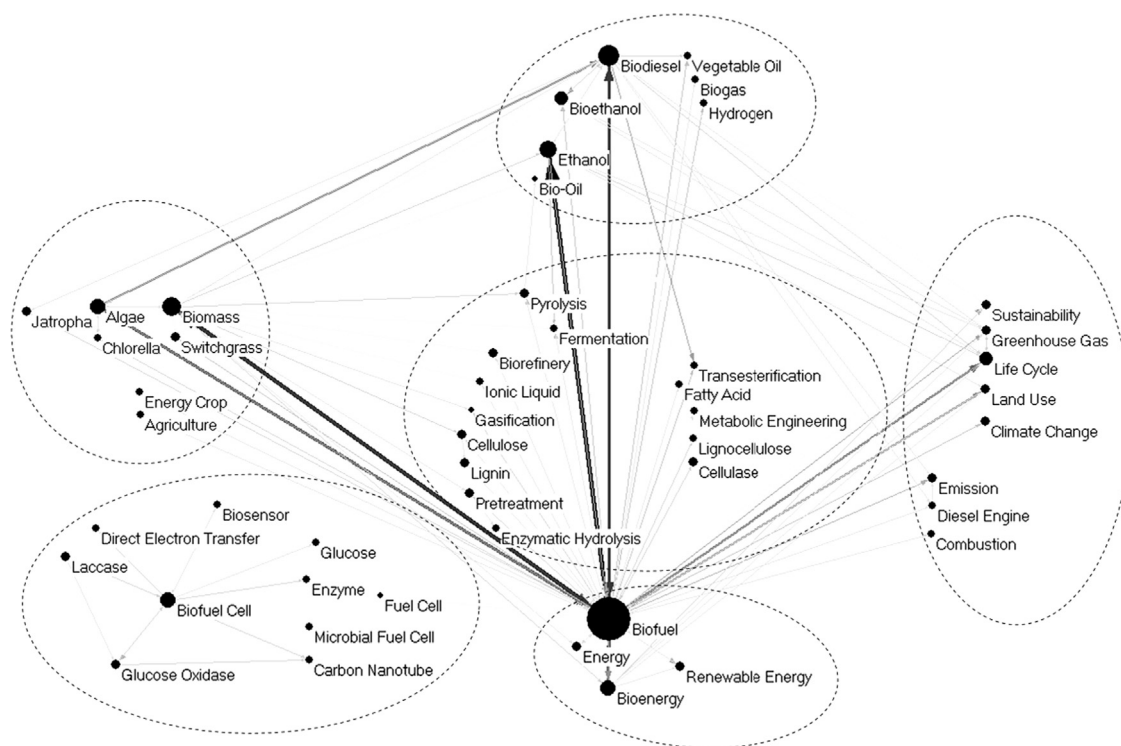 Biodiesel
Vegetable Oil
Biogas
Bioethanol
Hydrogen
Ethanol
Bio-Oil
Jatropha
Algae
Biomass
Chlorella
Switchgrass
Energy Crop
Agriculture
Pyrolysis
Fermentation
Biorefinery
Ionic Liquid
Gasification
Cellulose
Lignin
Pretreatment
Enzymatic Hydrolysis
Transesterification
Fatty Acid
Metabolic Engineering
Lignocellulose
Cellulase
Sustainability
Greenhouse Gas
Life Cycle
Land Use
Climate Change
Emission
Diesel Engine
Combustion
Biosensor
Direct Electron Transfer
Glucose
Laccase
Enzyme
Biofuel Cell
Fuel Cell
Microbial Fuel Cell
Glucose Oxidase
Carbon Nanotube
Biofuel
Energy
Renewable Energy
Bioenergy